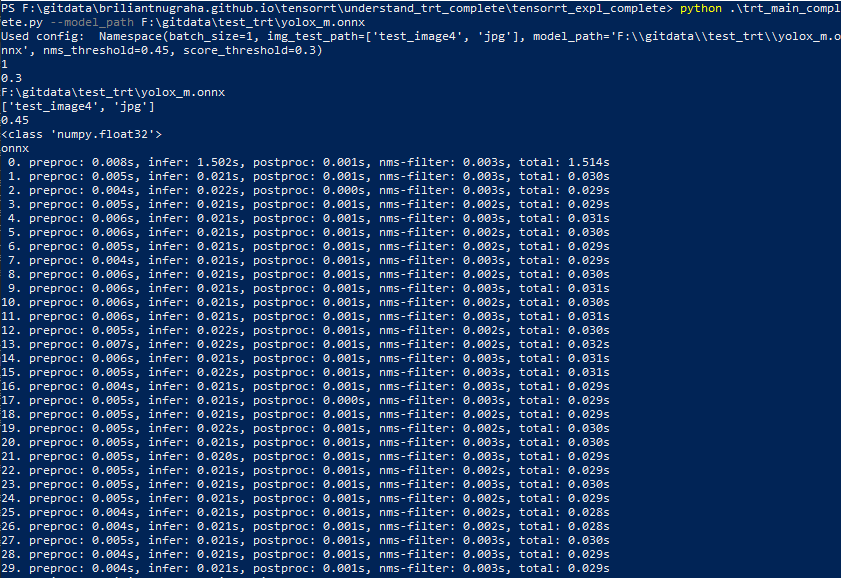 PS F:\gitdata\briliantnugraha.github.io\tensorrt\understand_trt_complete\tensorrt_expl_complete> python .\trt_main_compl
ete.py --model_path F:\gitdata\test_trt\yolox_m.onnx
Used config:  Namespace(batch_size=1, img_test_path=['test_image4', 'jpg'], model_path='F:\\gitdata\\test_trt\\yolox_m.o
nnx', nms_threshold=0.45, score_threshold=0.3)
1
0.3
F:\gitdata\test_trt\yolox_m.onnx
['test_image4', 'jpg']
0.45
<class 'numpy.float32'>
onnx
 0. preproc: 0.008s, infer: 1.502s, postproc: 0.001s, nms-filter: 0.003s, total: 1.514s
 1. preproc: 0.005s, infer: 0.021s, postproc: 0.001s, nms-filter: 0.003s, total: 0.030s
 2. preproc: 0.004s, infer: 0.022s, postproc: 0.000s, nms-filter: 0.003s, total: 0.029s
 3. preproc: 0.005s, infer: 0.021s, postproc: 0.001s, nms-filter: 0.002s, total: 0.029s
 4. preproc: 0.006s, infer: 0.021s, postproc: 0.001s, nms-filter: 0.003s, total: 0.031s
 5. preproc: 0.006s, infer: 0.021s, postproc: 0.001s, nms-filter: 0.002s, total: 0.030s
 6. preproc: 0.005s, infer: 0.021s, postproc: 0.001s, nms-filter: 0.002s, total: 0.029s
 7. preproc: 0.004s, infer: 0.021s, postproc: 0.001s, nms-filter: 0.003s, total: 0.029s
 8. preproc: 0.006s, infer: 0.021s, postproc: 0.001s, nms-filter: 0.002s, total: 0.030s
 9. preproc: 0.006s, infer: 0.021s, postproc: 0.001s, nms-filter: 0.003s, total: 0.031s
10. preproc: 0.006s, infer: 0.021s, postproc: 0.001s, nms-filter: 0.002s, total: 0.030s
11. preproc: 0.006s, infer: 0.021s, postproc: 0.001s, nms-filter: 0.003s, total: 0.031s
12. preproc: 0.005s, infer: 0.022s, postproc: 0.001s, nms-filter: 0.002s, total: 0.030s
13. preproc: 0.007s, infer: 0.022s, postproc: 0.001s, nms-filter: 0.002s, total: 0.032s
14. preproc: 0.006s, infer: 0.021s, postproc: 0.001s, nms-filter: 0.003s, total: 0.031s
15. preproc: 0.005s, infer: 0.022s, postproc: 0.001s, nms-filter: 0.003s, total: 0.031s
16. preproc: 0.004s, infer: 0.021s, postproc: 0.001s, nms-filter: 0.003s, total: 0.029s
17. preproc: 0.005s, infer: 0.021s, postproc: 0.000s, nms-filter: 0.003s, total: 0.029s
18. preproc: 0.005s, infer: 0.021s, postproc: 0.001s, nms-filter: 0.002s, total: 0.029s
19. preproc: 0.005s, infer: 0.022s, postproc: 0.001s, nms-filter: 0.002s, total: 0.030s
20. preproc: 0.005s, infer: 0.021s, postproc: 0.001s, nms-filter: 0.003s, total: 0.030s
21. preproc: 0.005s, infer: 0.020s, postproc: 0.001s, nms-filter: 0.003s, total: 0.029s
22. preproc: 0.005s, infer: 0.021s, postproc: 0.001s, nms-filter: 0.002s, total: 0.029s
23. preproc: 0.005s, infer: 0.021s, postproc: 0.001s, nms-filter: 0.003s, total: 0.030s
24. preproc: 0.005s, infer: 0.021s, postproc: 0.001s, nms-filter: 0.002s, total: 0.029s
25. preproc: 0.004s, infer: 0.021s, postproc: 0.001s, nms-filter: 0.002s, total: 0.028s
26. preproc: 0.004s, infer: 0.021s, postproc: 0.001s, nms-filter: 0.002s, total: 0.028s
27. preproc: 0.005s, infer: 0.021s, postproc: 0.001s, nms-filter: 0.003s, total: 0.030s
28. preproc: 0.004s, infer: 0.021s, postproc: 0.001s, nms-filter: 0.003s, total: 0.029s
29. preproc: 0.004s, infer: 0.021s, postproc: 0.001s, nms-filter: 0.002s, total: 0.029s